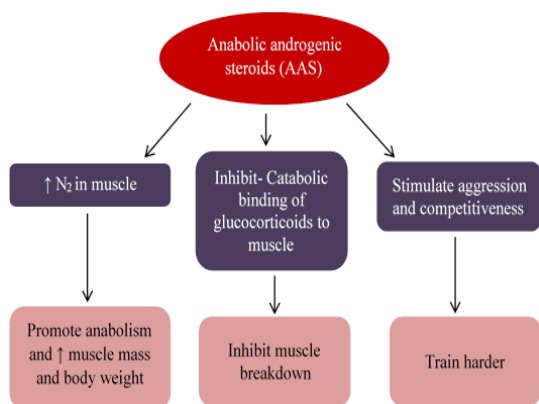 Anabolic androgenic
steroids (AAS)
↑ N₂ in muscle
Inhibit- Catabolic
binding of
glucocorticoids to
muscle
Stimulate aggression
and competitiveness
Promote anabolism
and ↑ muscle mass
and body weight
Inhibit muscle
breakdown
Train harder